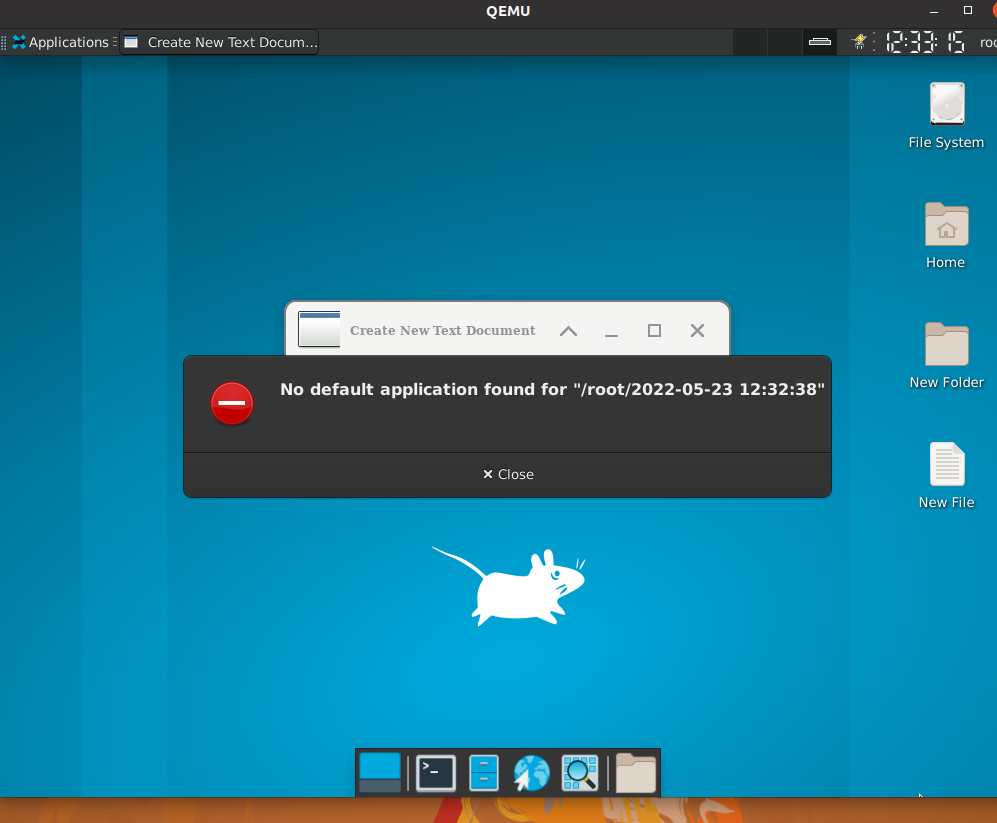 QEMU
Applications
Create New Text Docum...
12:33:15
File System
Home
Create New Text Document
No default application found for "/root/2022-05-23 12:32:38"
New Folder
Close
New File
>-